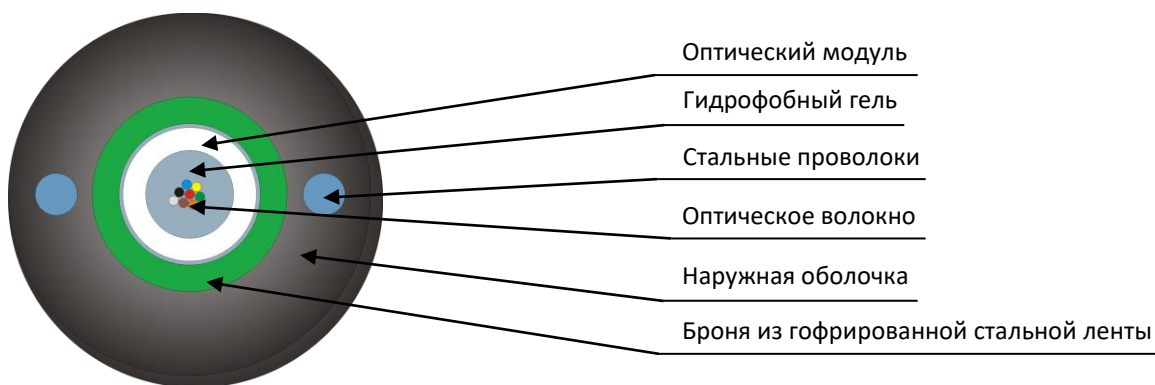 Оптический модуль
Гидрофобный гель
Стальные проволоки
Оптическое волокно
Наружная оболочка
Броня из гофрированной стальной ленты